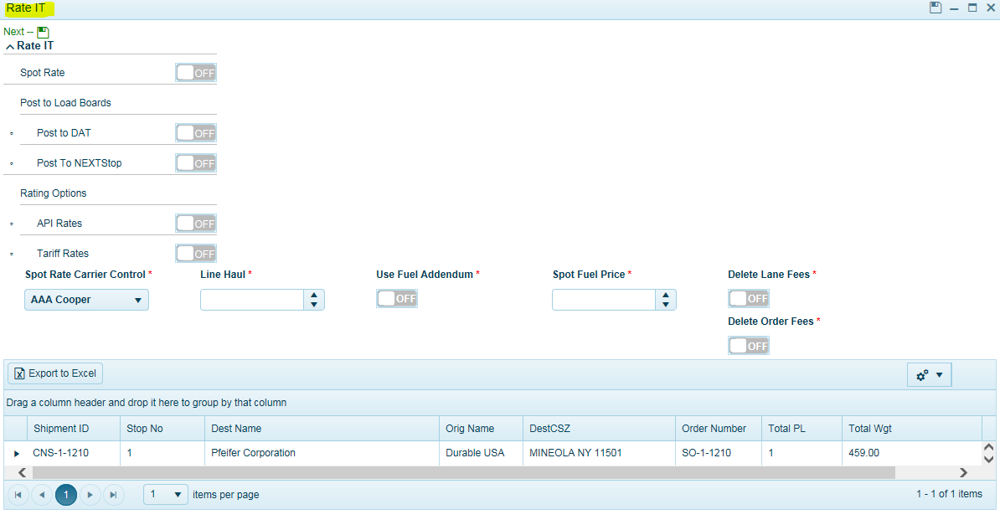 Rate IT
Next --
Rate IT
Spot Rate OFF
Post to Load Boards
Post to DAT OFF
Post To NEXTStop OFF
Rating Options
API Rates OFF
Tariff Rates OFF
Spot Rate Carrier Control * Line Haul * Use Fuel Addendum * Spot Fuel Price * Delete Lane Fees *
AAA Cooper OFF OFF
Delete Order Fees *
OFF
Export to Excel
Drag a column header and drop it here to group by that column
Shipment ID Stop No Dest Name Orig Name DestCSZ Order Number Total PL Total Wgt
CNS-1-1210 1 Pfeifer Corporation Durable USA MINEOLA NY 11501 SO-1-1210 1 459.00
1 1 items per page 1 - 1 of 1 items